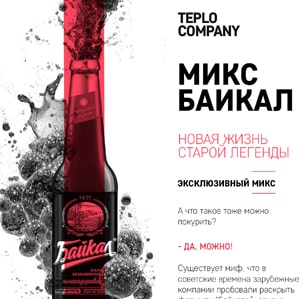 TEPLO
COMPANY
МИКС
БАЙКАЛ
НОВАЯ ЖИЗНЬ
СТАРОЙ ЛЕГЕНДЫ
ЭКСКЛЮЗИВНЫЙ МИКС
А что такое тоже можно
покурить?
- ДА, МОЖНО!
Существует миф, что в
советские времена зарубежные
компании пробовали раскрыть
1977
Байкал